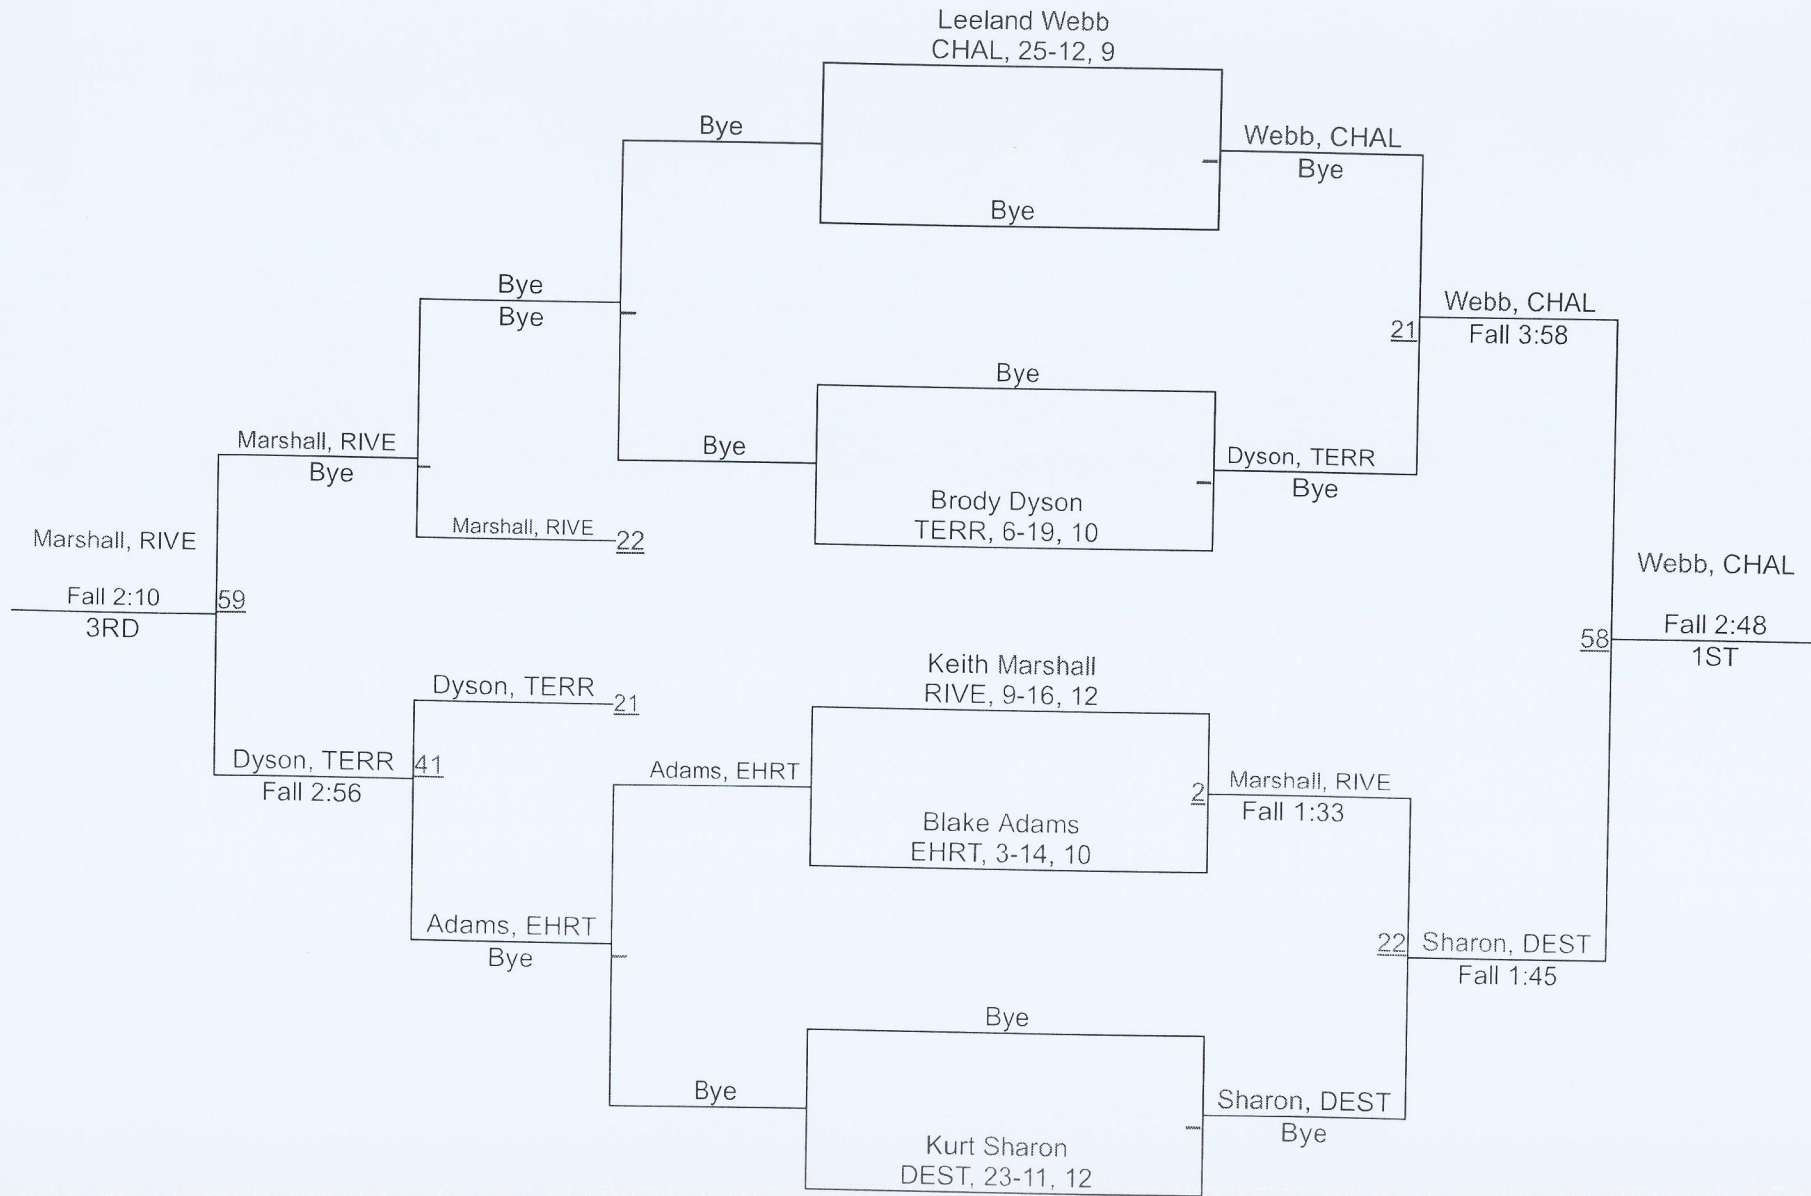 Leeland Webb
CHAL, 25-12, 9
Bye
Webb, CHAL
Bye
Bye
Bye
Bye
Webb, CHAL
21
Fall 3:58
Bye
Marshall, RIVE
Bye
Bye
Dyson, TERR
Bye
Brody Dyson
TERR, 6-19, 10
Marshall, RIVE
22
Marshall, RIVE
Fall 2:10
59
3RD
Webb, CHAL
Fall 2:48
58
1ST
Keith Marshall
RIVE, 9-16, 12
Dyson, TERR
21
Dyson, TERR
41
Fall 2:56
Adams, EHRT
2
Marshall, RIVE
Fall 1:33
Blake Adams
EHRT, 3-14, 10
Adams, EHRT
Bye
22
Sharon, DEST
Fall 1:45
Bye
Bye
Sharon, DEST
Bye
Kurt Sharon
DEST, 23-11, 12